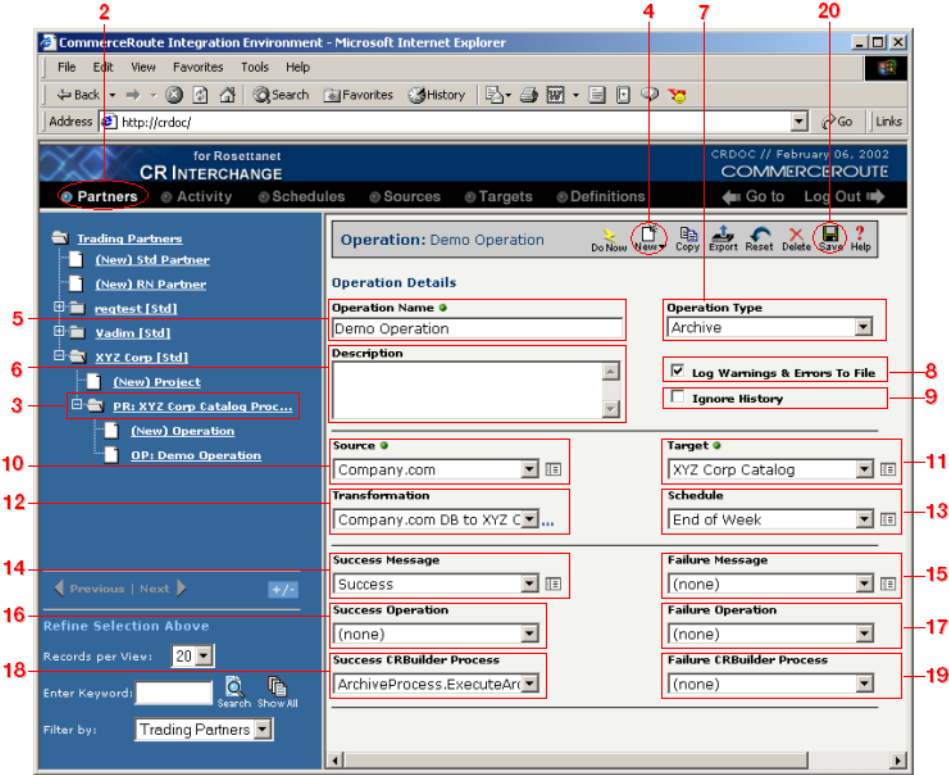 2 4 7 20
CommerceRoute Integration Environment - Microsoft Internet Explorer
File Edit View Favorites Tools Help
Back Search Favorites History
Address http://crdoc/ Go Links
for Rosettanet
CR INTERCHANGE
CRDOC // February 06, 2002
COMMERCEROUTE
Partners Activity Schedules Sources Targets Definitions Go to Log Out
Trading Partners
(New) Std Partner
(New) RN Partner
regtest [Std]
Vadim [Std]
XYZ Corp [Std]
(New) Project
3 PR: XYZ Corp Catalog Proc...
(New) Operation
OP: Demo Operation
Previous | Next +/-
Refine Selection Above
Records per View: 20
Enter Keyword: Search Show All
Filter by: Trading Partners
Operation: Demo Operation
Do Now New Copy Export Reset Delete Save Help
Operation Details
5 Operation Name
Demo Operation
Operation Type
Archive
6 Description
Log Warnings & Errors To File 8
Ignore History 9
10 Source
Company.com
Target 11
XYZ Corp Catalog
12 Transformation
Company.com DB to XYZ C ...
Schedule 13
End of Week
14 Success Message
Success
Failure Message 15
(none)
16 Success Operation
(none)
Failure Operation 17
(none)
18 Success CRBuilder Process
ArchiveProcess.ExecuteArc
Failure CRBuilder Process 19
(none)